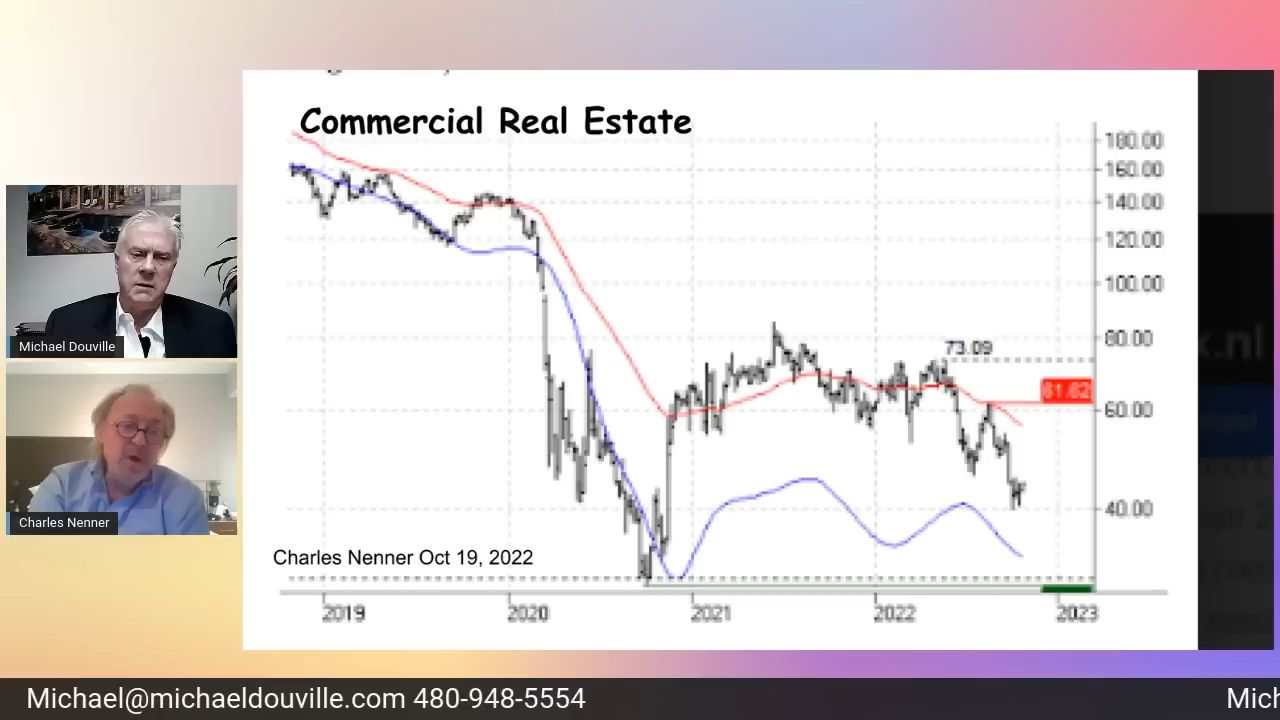 Commercial Real Estate
180.00
160.00
140.00
120.00
100.00
80.00
73.09
61.62
60.00
40.00
Charles Nenner Oct 19, 2022
2019
2020
2021
2022
2023
Michael Douville
Charles Nenner
x.nl
Michael@michaeldouville.com 480-948-5554
Mich